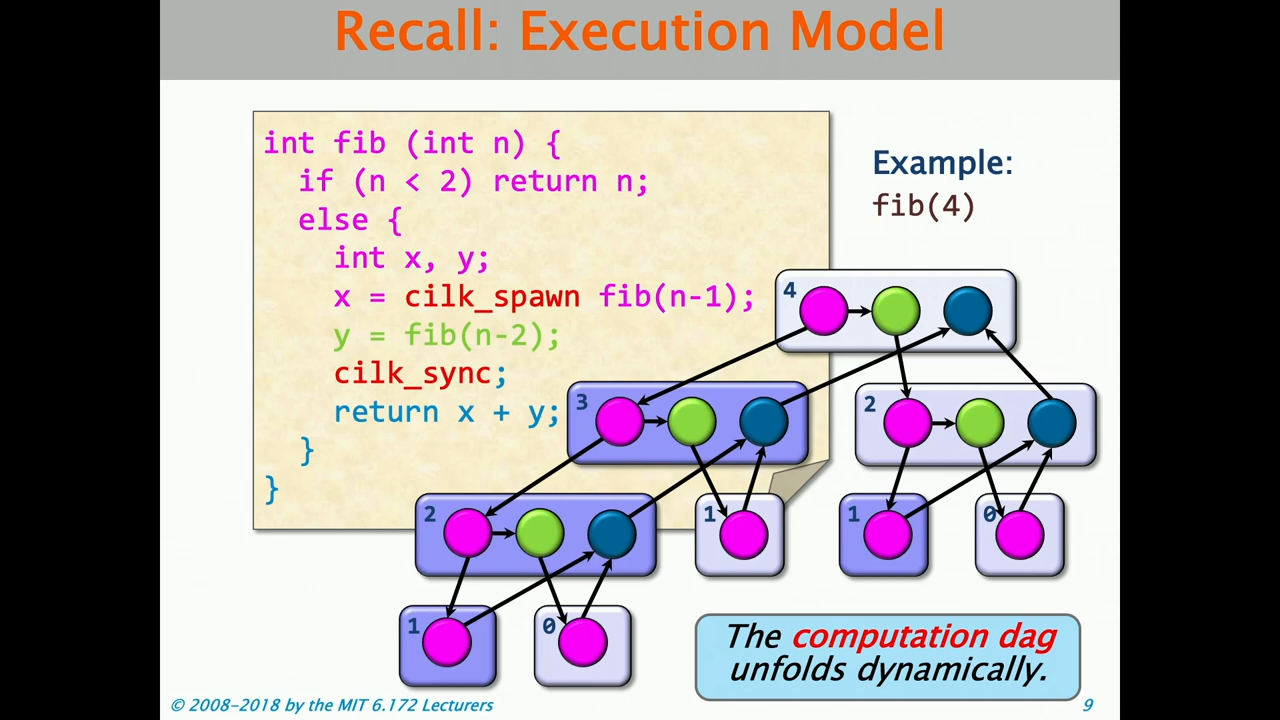 Recall: Execution Model
int fib (int n) {
if (n < 2) return n;
else {
int x, y;
x = cilk_spawn fib(n-1);
y = fib(n-2);
cilk_sync;
return x + y;
}
}
Example:
fib(4)
4
3
2
2
1
1
0
1
0
The computation dag
unfolds dynamically.
© 2008-2018 by the MIT 6.172 Lecturers
9